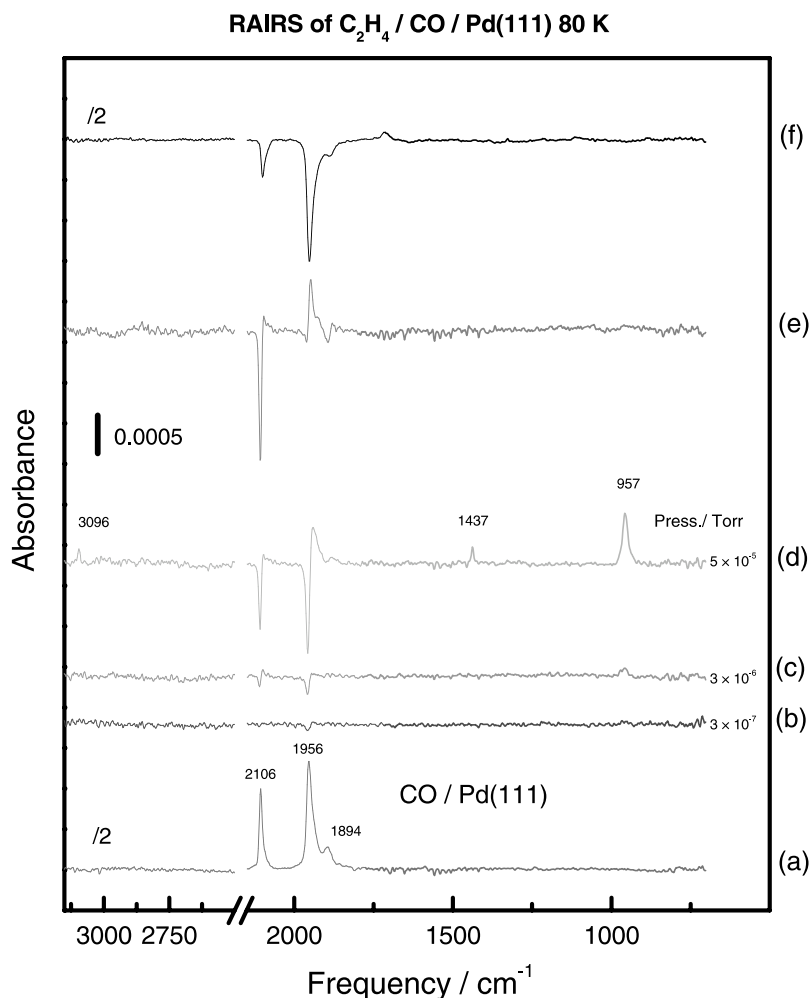 RAIRS of C₂H₄ / CO / Pd(111) 80 K
/2
(f)
(e)
0.0005
957
3096
1437
Press./ Torr
5 × 10⁻⁵
(d)
3 × 10⁻⁶
(c)
3 × 10⁻⁷
(b)
1956
2106
CO / Pd(111)
1894
/2
(a)
Absorbance
3000 2750 2000 1500 1000
Frequency / cm⁻¹